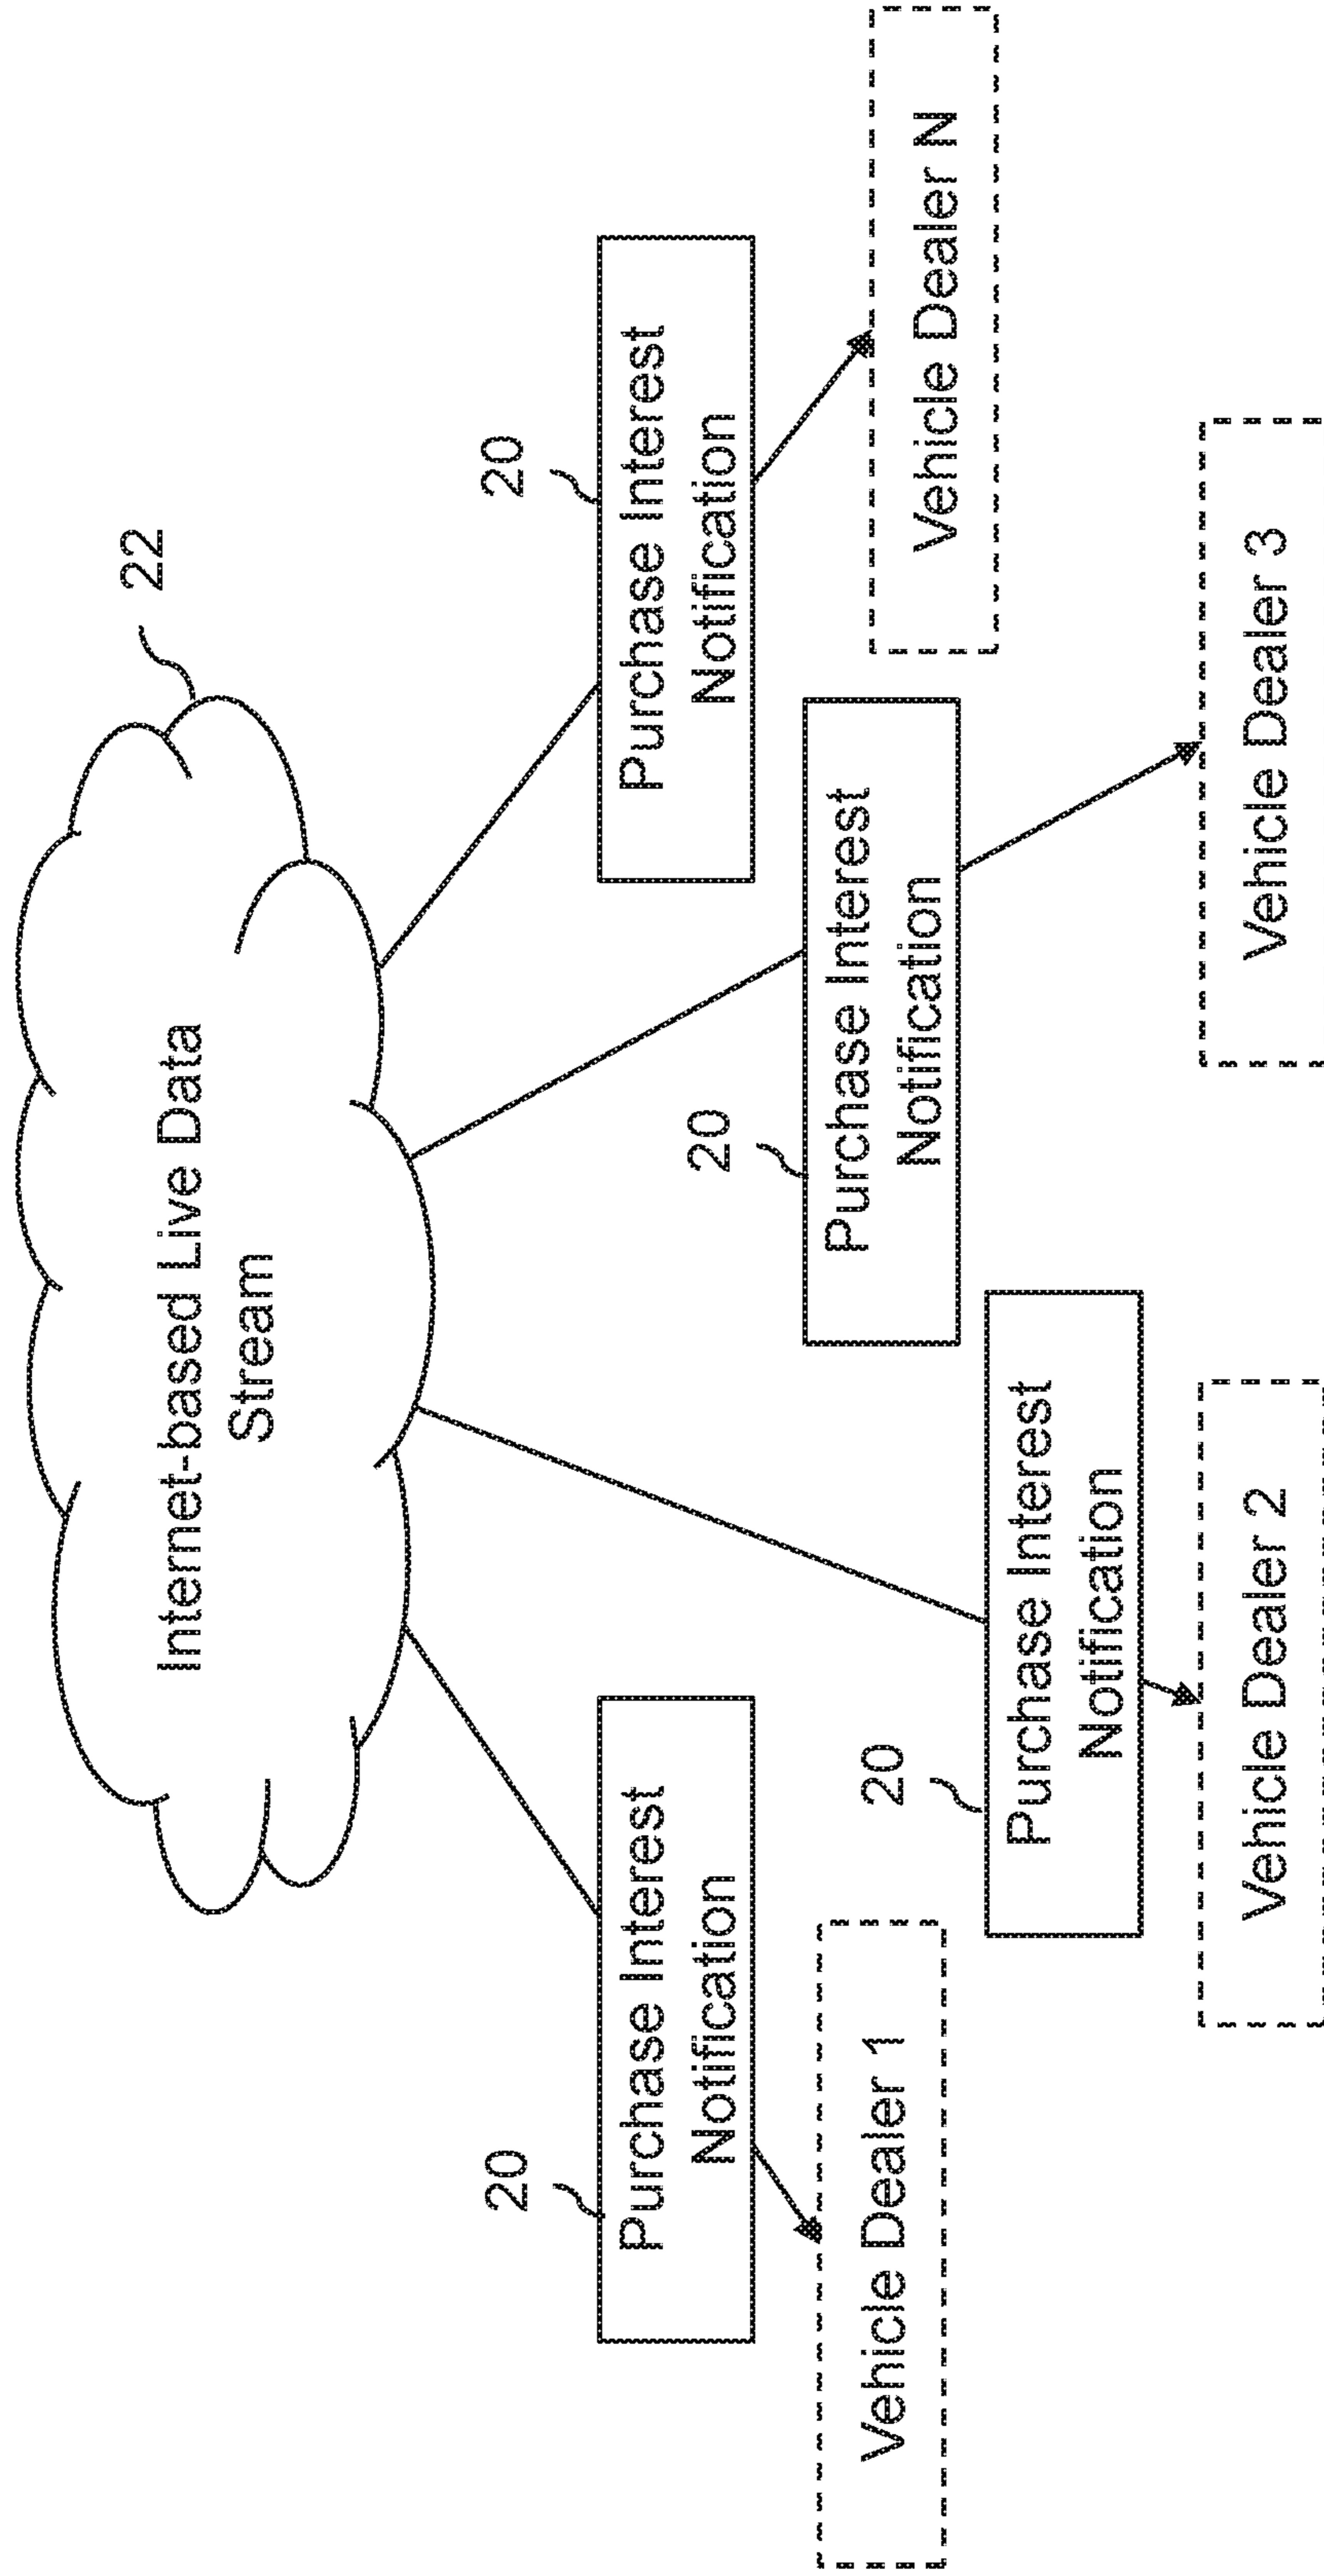 22
Internet-based Live Data
Stream
20
Purchase Interest
Notification
Vehicle Dealer 1
20
Purchase Interest
Notification
Vehicle Dealer 2
20
Purchase Interest
Notification
Vehicle Dealer 3
20
Purchase Interest
Notification
Vehicle Dealer N